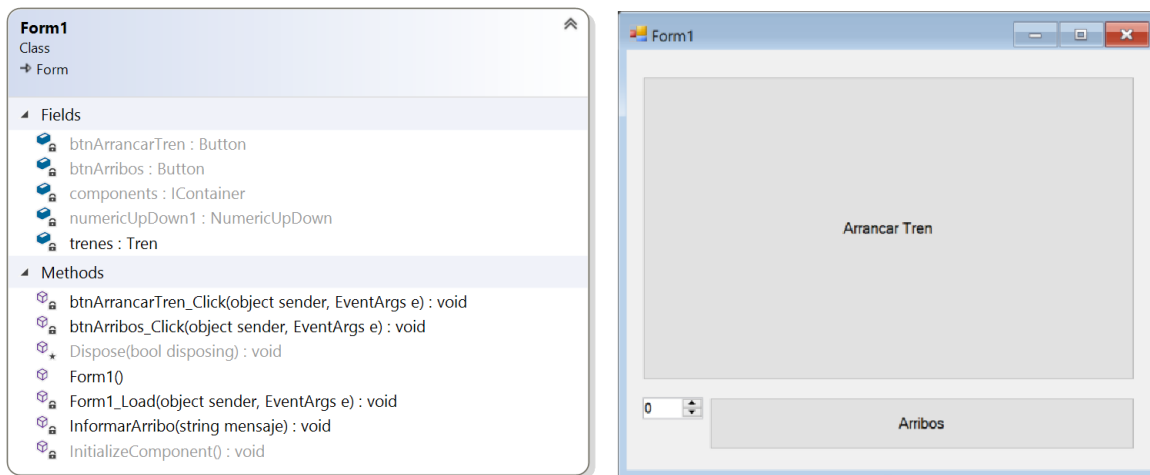 Form1
Class
Form
Fields
btnArrancarTren : Button
btnArribos : Button
components : IContainer
numericUpDown1 : NumericUpDown
trenes : Tren
Methods
btnArrancarTren_Click(object sender, EventArgs e) : void
btnArribos_Click(object sender, EventArgs e) : void
Dispose(bool disposing) : void
Form1()
Form1_Load(object sender, EventArgs e) : void
InformarArribo(string mensaje) : void
InitializeComponent() : void
Form1
Arrancar Tren
0
Arribos